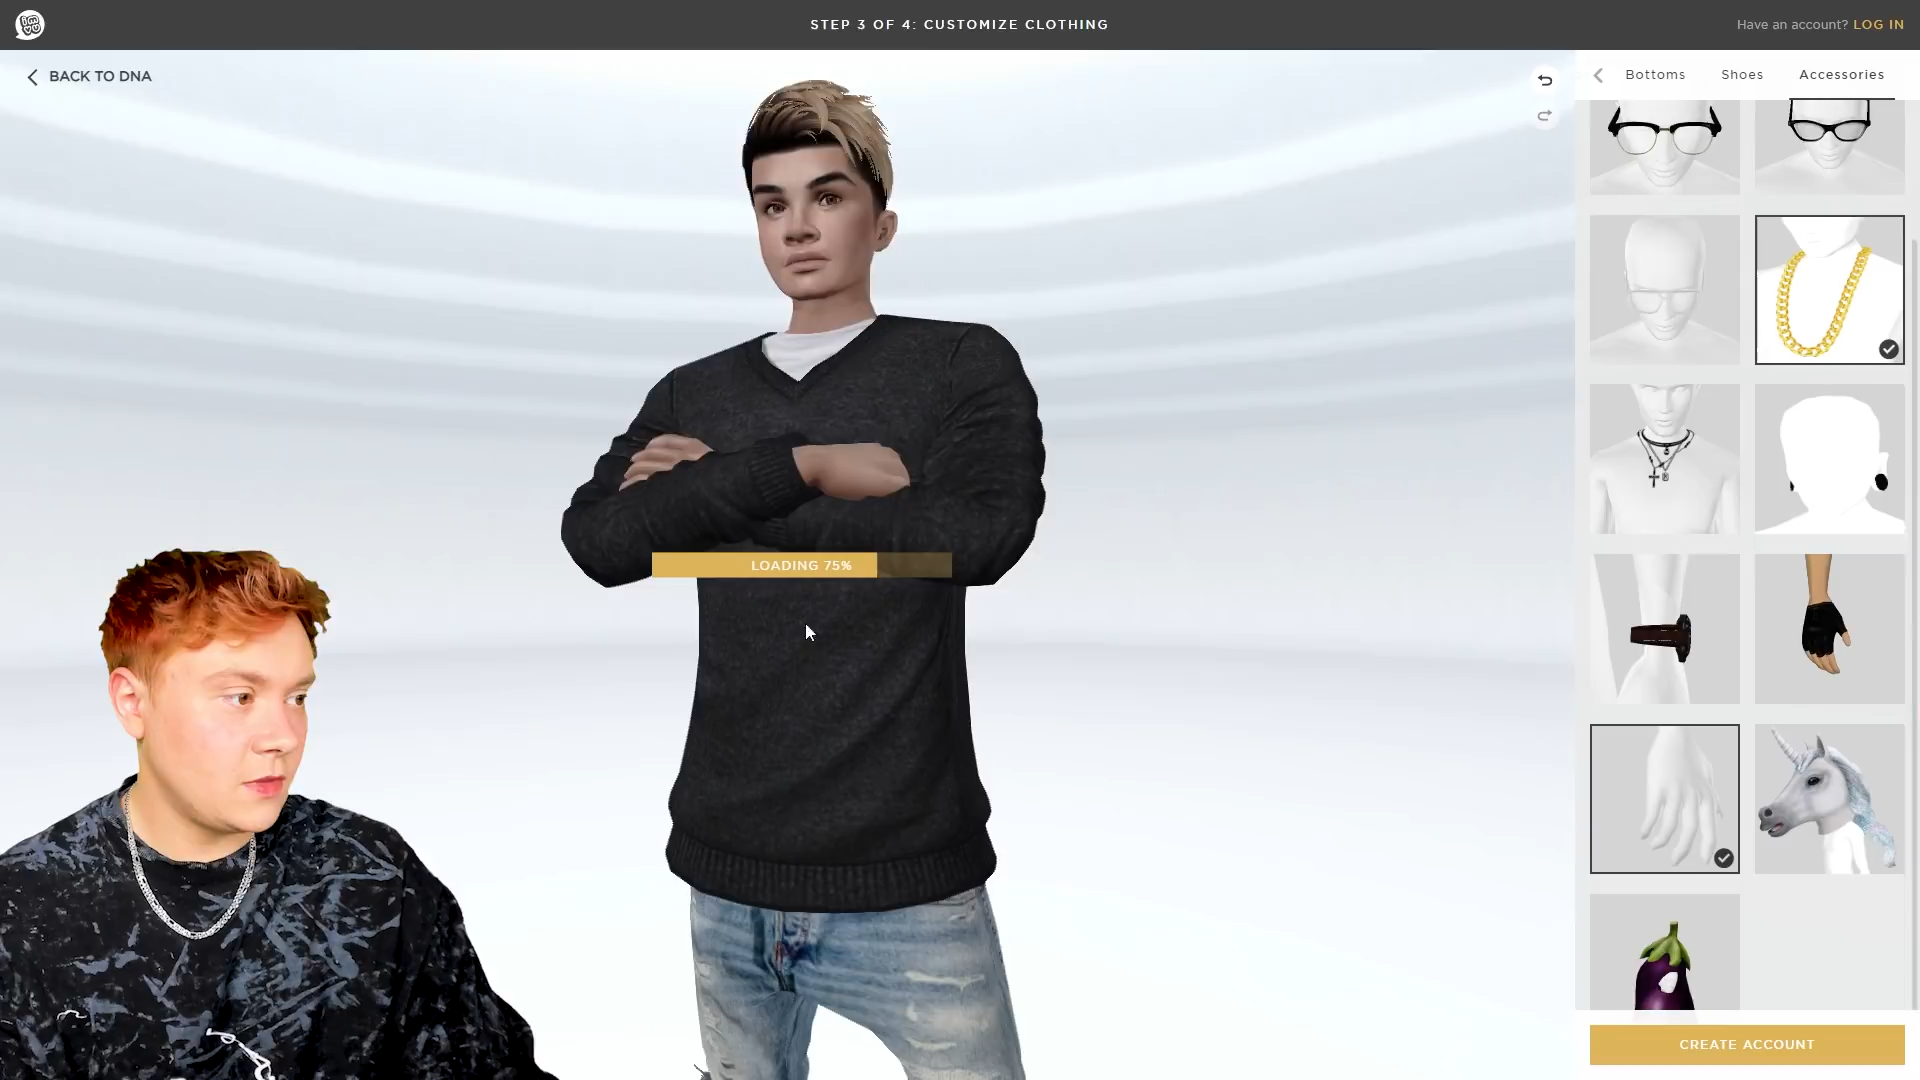 STEP 3 OF 4: CUSTOMIZE CLOTHING
Have an account? LOG IN
BACK TO DNA
Bottoms
Shoes
Accessories
LOADING 75%
CREATE ACCOUNT